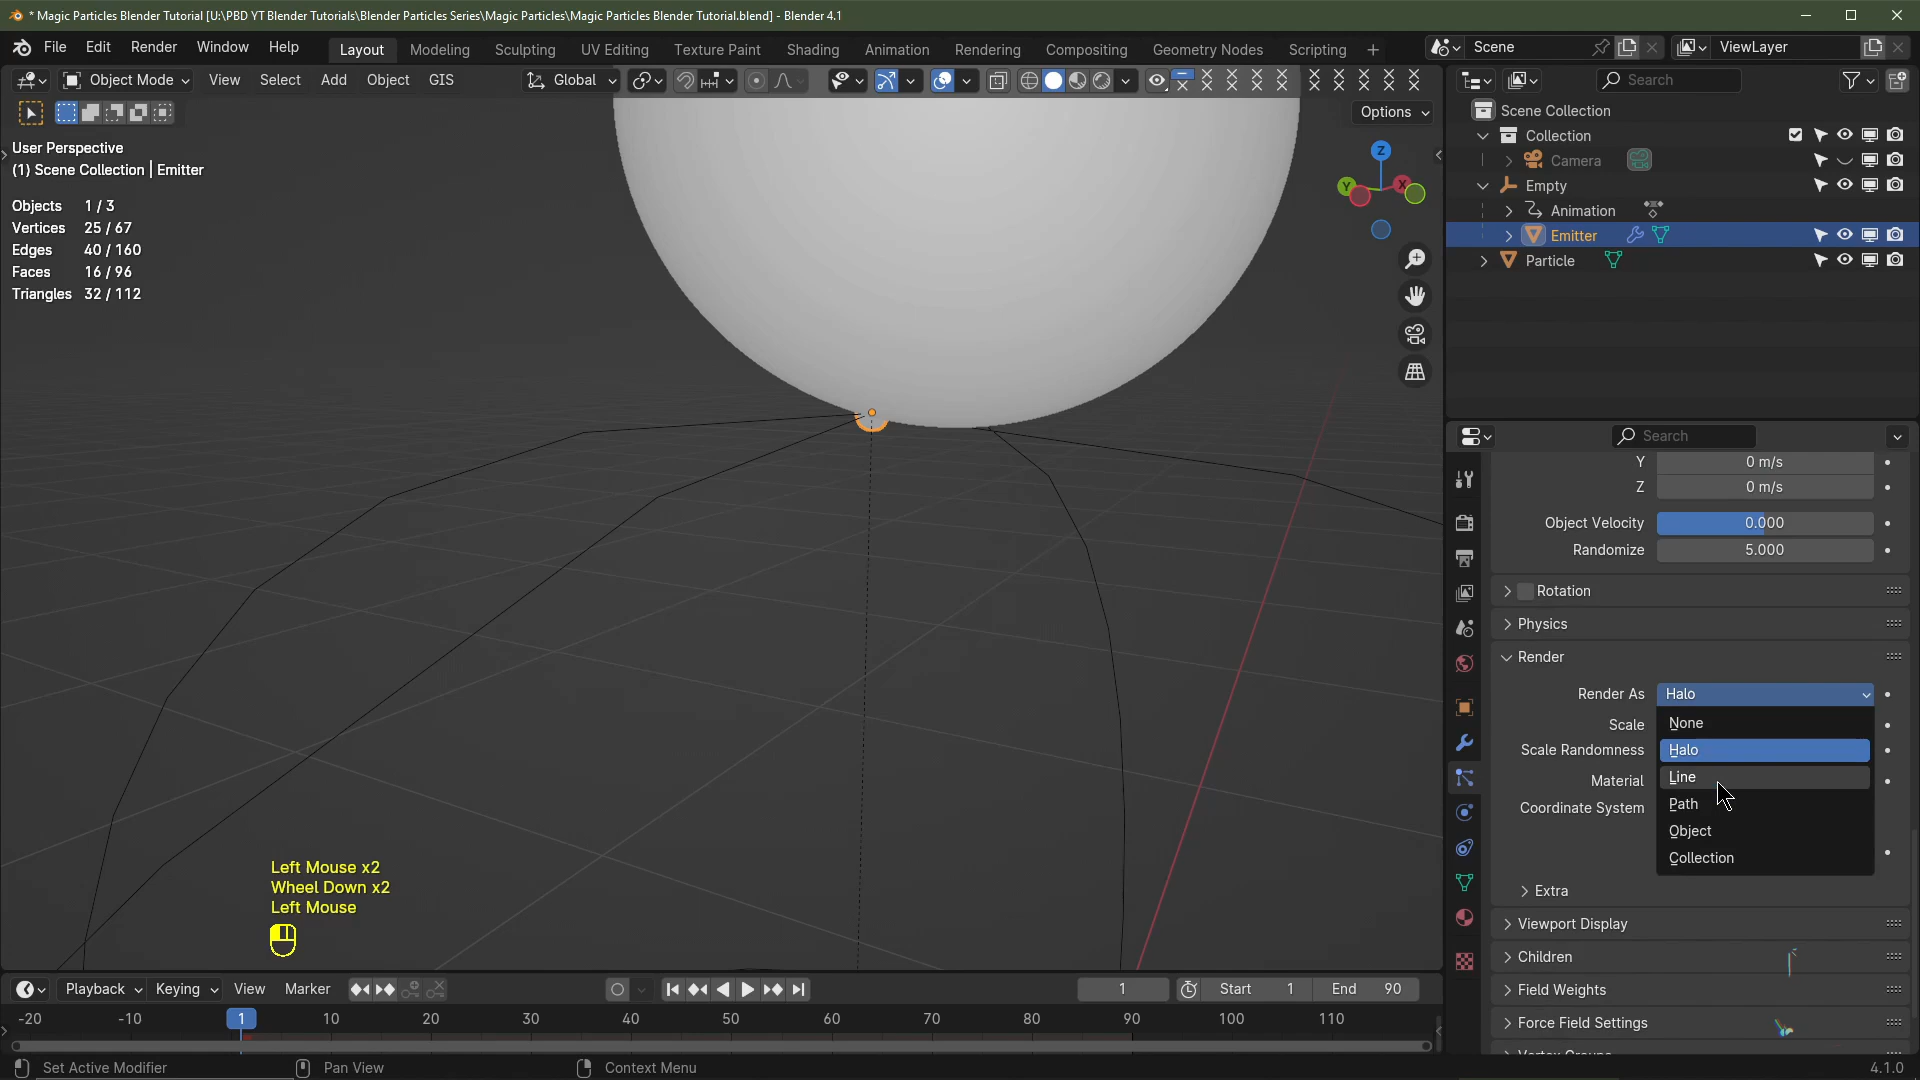 * Magic Particles Blender Tutorial [U:\PBD YT Blender Tutorials\Blender Particles Series\Magic Particles\Magic Particles Blender Tutorial.blend] - Blender 4.1
File Edit Render Window Help Layout Modeling Sculpting UV Editing Texture Paint Shading Animation Rendering Compositing Geometry Nodes Scripting + Scene ViewLayer
Object Mode View Select Add Object GIS Global Search
Options
User Perspective
(1) Scene Collection | Emitter
Objects 1 / 3
Vertices 25 / 67
Edges 40 / 160
Faces 16 / 96
Triangles 32 / 112
Z
Y
X
Scene Collection
Collection
Camera
Empty
Animation
Emitter
Particle
Search
Y 0 m/s
Z 0 m/s
Object Velocity 0.000
Randomize 5.000
Rotation
Physics
Render
Render As Halo
Scale None
Scale Randomness Halo
Material Line
Coordinate System Path
Object
Collection
Extra
Viewport Display
Children
Field Weights
Force Field Settings
Left Mouse x2
Wheel Down x2
Left Mouse
Playback Keying View Marker 1 Start 1 End 90
-20 -10 1 10 20 30 40 50 60 70 80 90 100 110
Set Active Modifier Pan View Context Menu 4.1.0